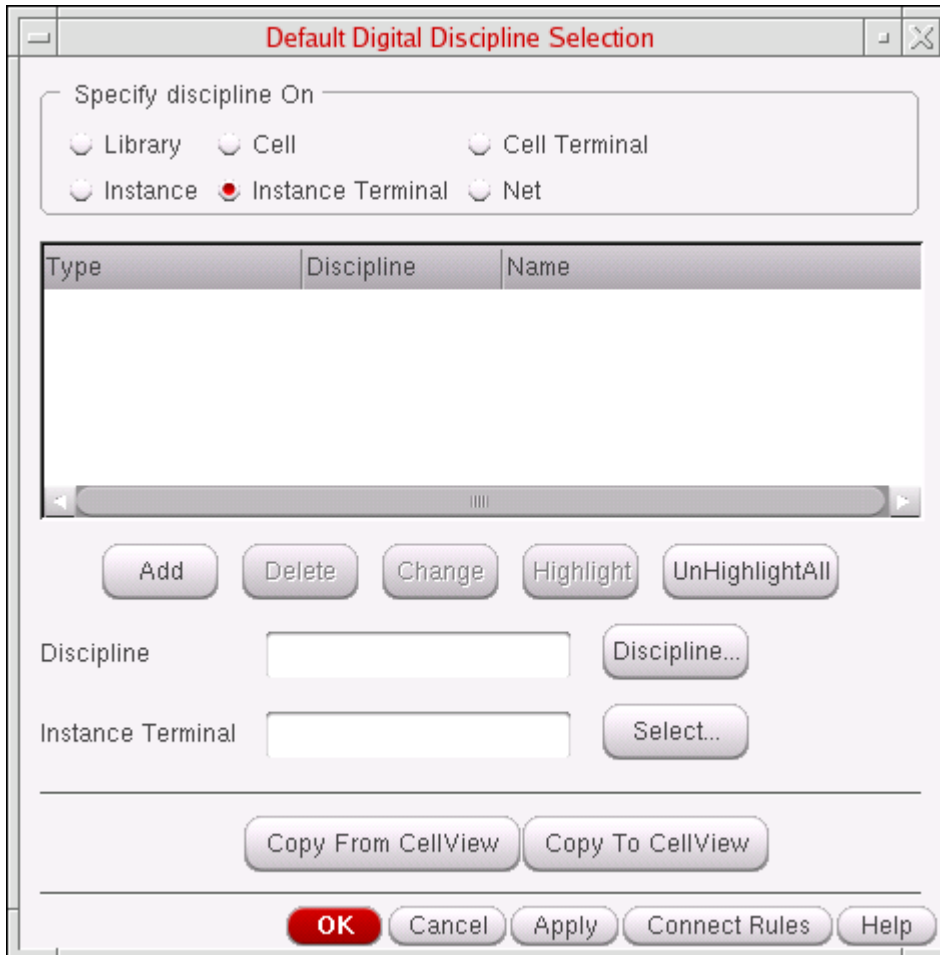 Default Digital Discipline Selection
Specify discipline On
Library Cell Cell Terminal
Instance Instance Terminal Net
Type Discipline Name
Add Delete Change Highlight UnHighlightAll
Discipline Discipline...
Instance Terminal Select...
Copy From CellView Copy To CellView
OK Cancel Apply Connect Rules Help